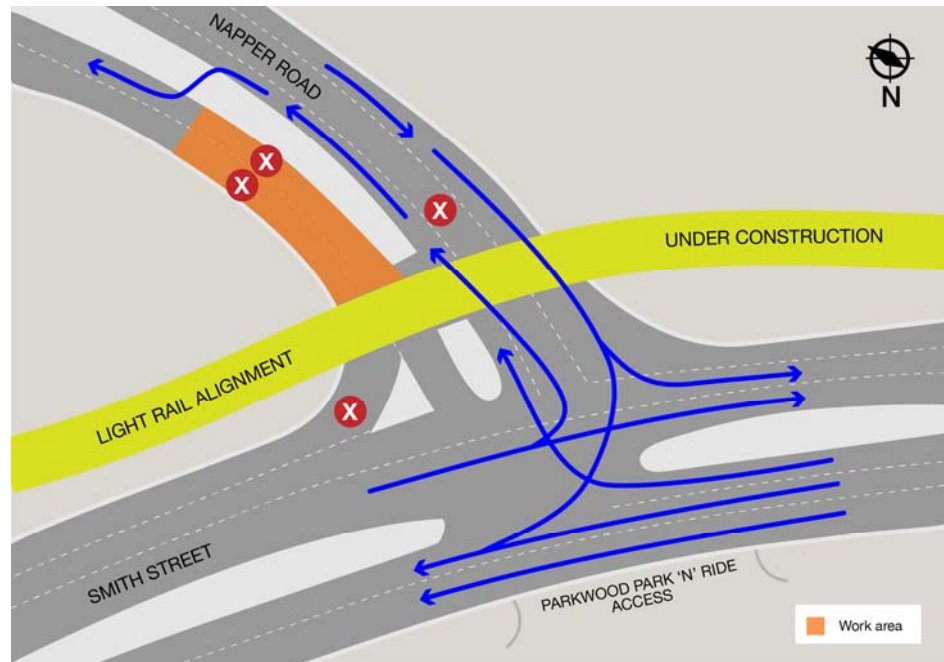 NAPPER ROAD
N
X
X
X
UNDER CONSTRUCTION
LIGHT RAIL ALIGNMENT
X
SMITH STREET
PARKWOOD PARK 'N' RIDE
ACCESS
Work area